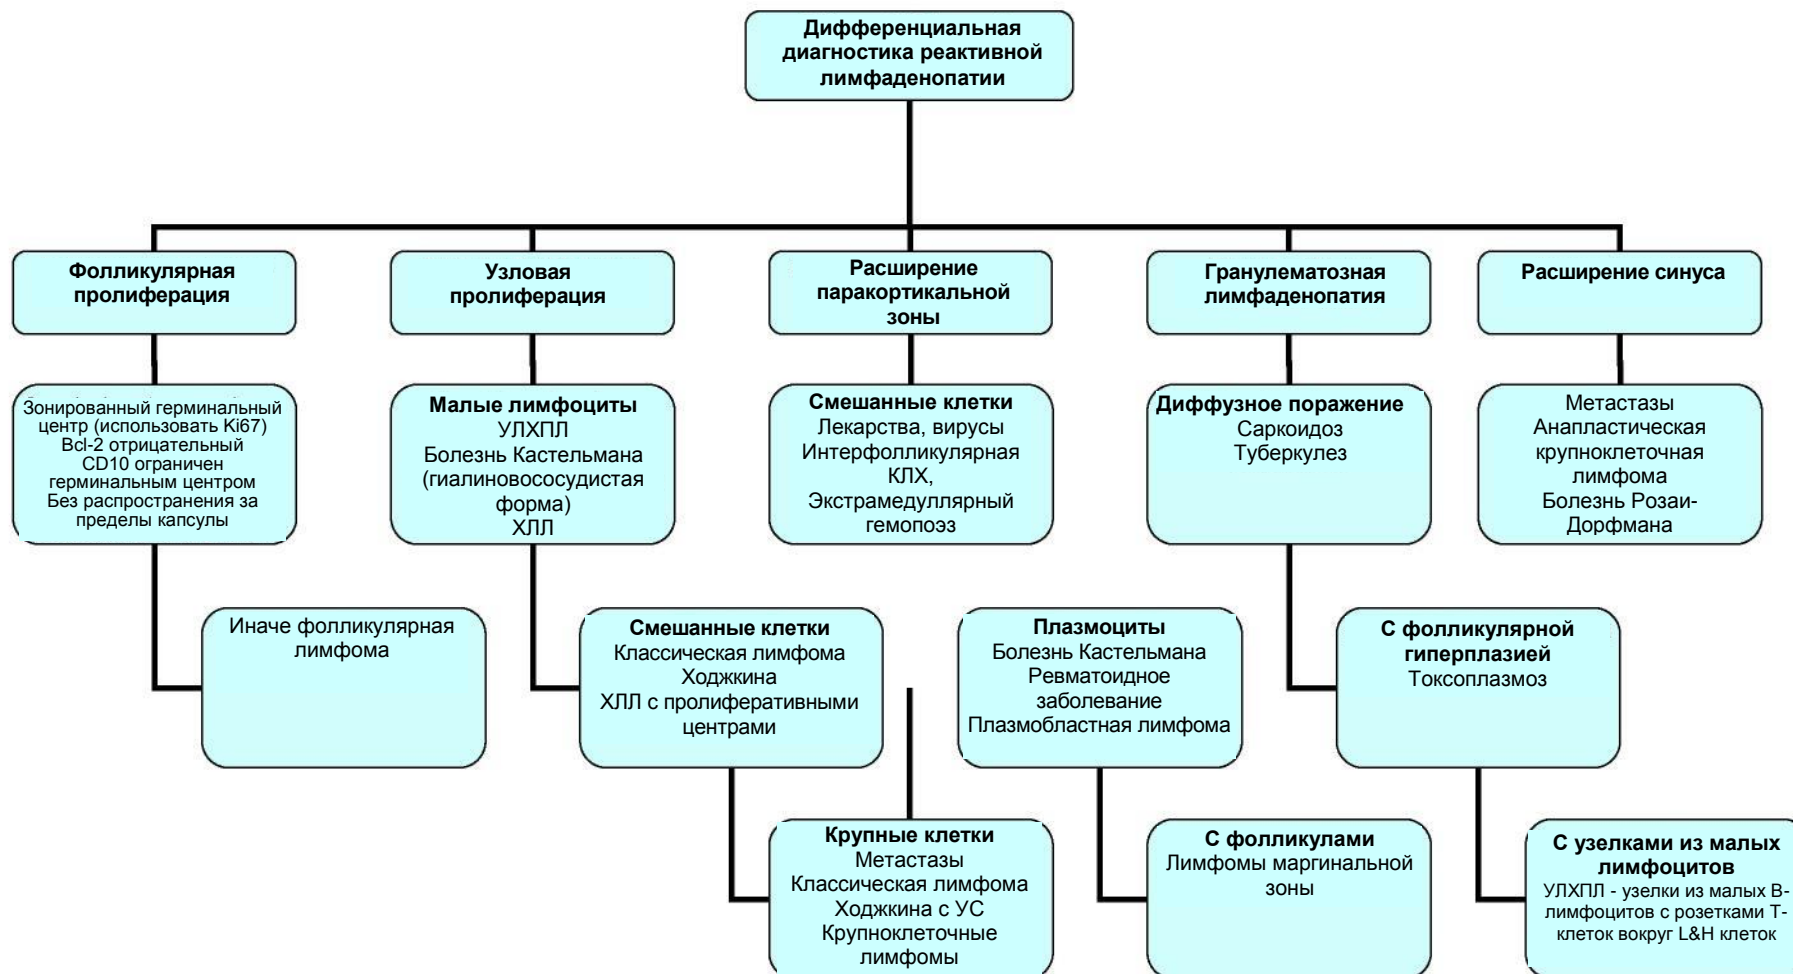 Дифференциальная
диагностика реактивной
лимфаденопатии
Фолликулярная
пролиферация
Узловая
пролиферация
Расширение
паракортикальной
зоны
Гранулематозная
лимфаденопатия
Расширение синуса
Зонированный герминальный
центр (использовать Ki67)
Bcl-2 отрицательный
CD10 ограничен
герминальным центром
Без распространения за
пределы капсулы
Малые лимфоциты
УЛХПЛ
Болезнь Кастельмана
(гиалиновососудистая
форма)
ХЛЛ
Смешанные клетки
Лекарства, вирусы
Интерфолликулярная
КЛХ,
Экстрамедуллярный
гемопоэз
Диффузное поражение
Саркоидоз
Туберкулез
Метастазы
Анапластическая
крупноклеточная
лимфома
Болезнь Розаи-
Дорфмана
Иначе фолликулярная
лимфома
Смешанные клетки
Классическая лимфома
Ходжкина
ХЛЛ с пролиферативными
центрами
Плазмоциты
Болезнь Кастельмана
Ревматоидное
заболевание
Плазмобластная лимфома
С фолликулярной
гиперплазией
Токсоплазмоз
Крупные клетки
Метастазы
Классическая лимфома
Ходжкина с УС
Крупноклеточные
лимфомы
С фолликулами
Лимфомы маргинальной
зоны
С узелками из малых
лимфоцитов
УЛХПЛ - узелки из малых В-
лимфоцитов с розетками Т-
клеток вокруг L&H клеток